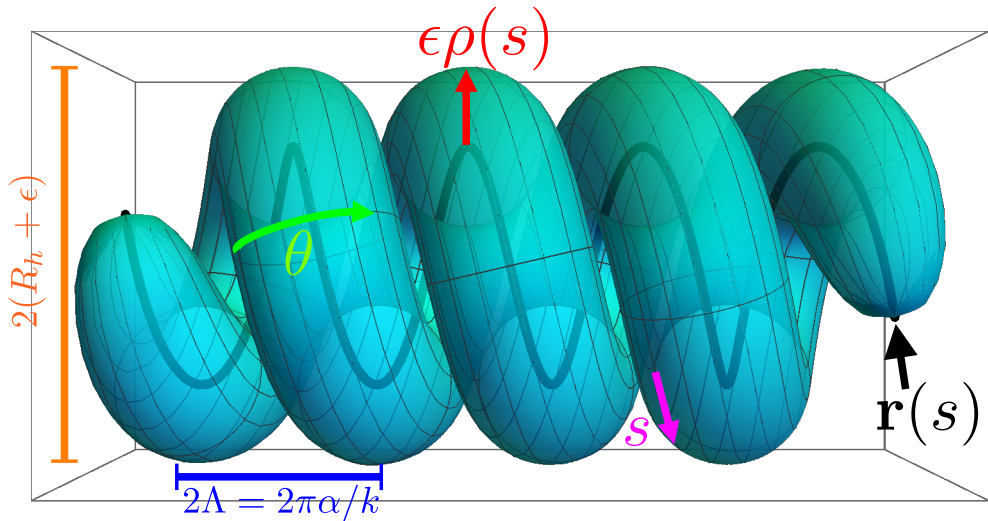 ϵρ(s)
2(R_h + ϵ)
θ
s
r(s)
2Λ = 2πα/k